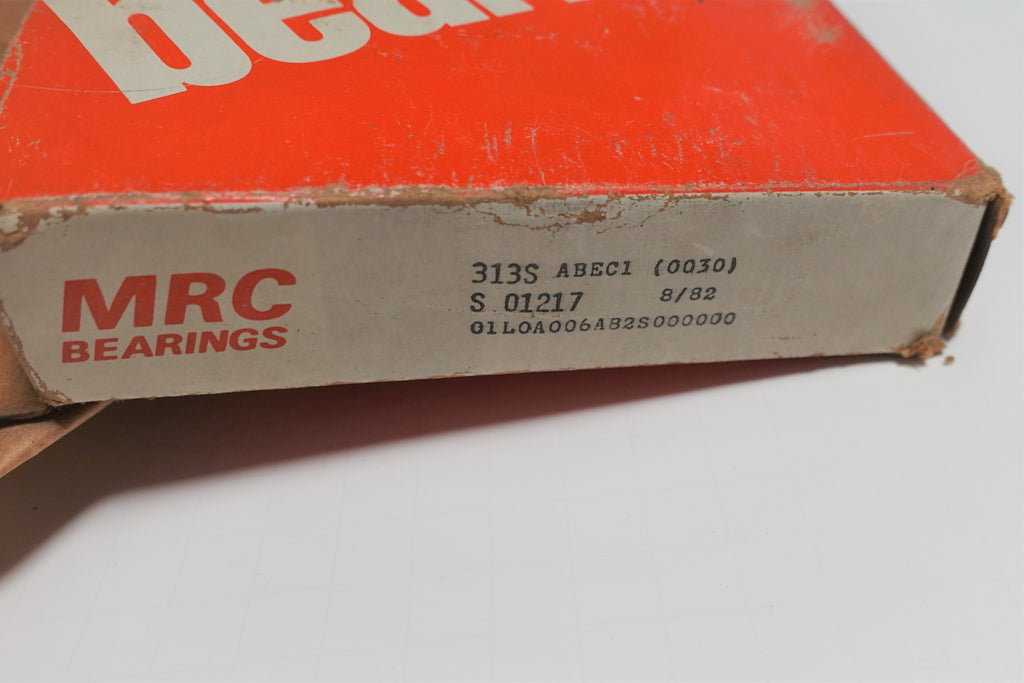 MRC
BEARINGS
313S ABEC1 (0030)
S 01217 8/82
01L0A006A82S000000